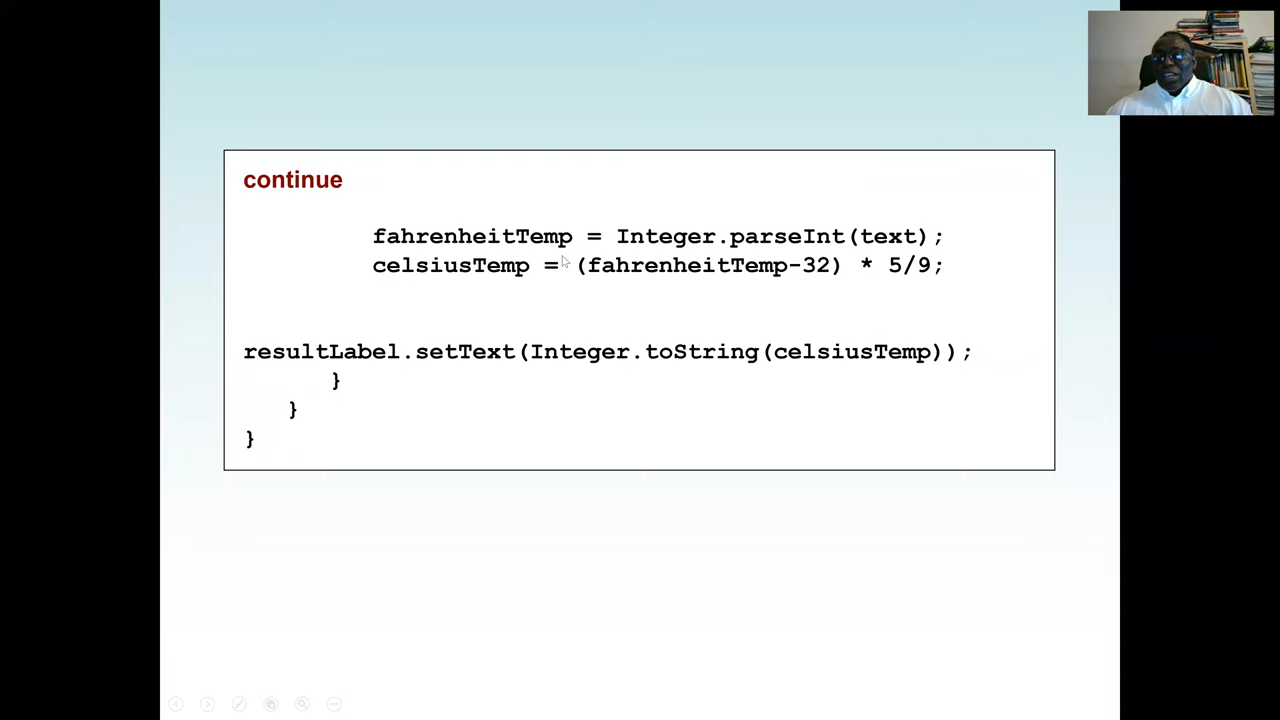 continue
fahrenheitTemp = Integer.parseInt(text);
celsiusTemp = (fahrenheitTemp-32) * 5/9;
resultLabel.setText(Integer.toString(celsiusTemp));
}
}
}